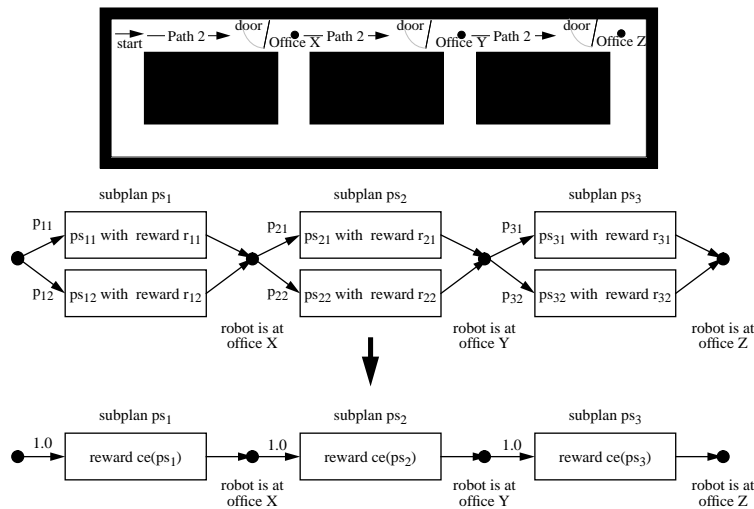 door door door
Office X Office Y Office Z
start Path 2 Path 2 Path 2
subplan ps1 subplan ps2 subplan ps3
p11 p21 p31
ps11 with reward r11 ps21 with reward r21 ps31 with reward r31
ps12 with reward r12 ps22 with reward r22 ps32 with reward r32
p12 p22 p32
robot is at robot is at robot is at
office X office Y office Z
subplan ps1 subplan ps2 subplan ps3
1.0 1.0 1.0
reward ce(ps1) reward ce(ps2) reward ce(ps3)
robot is at robot is at robot is at
office X office Y office Z